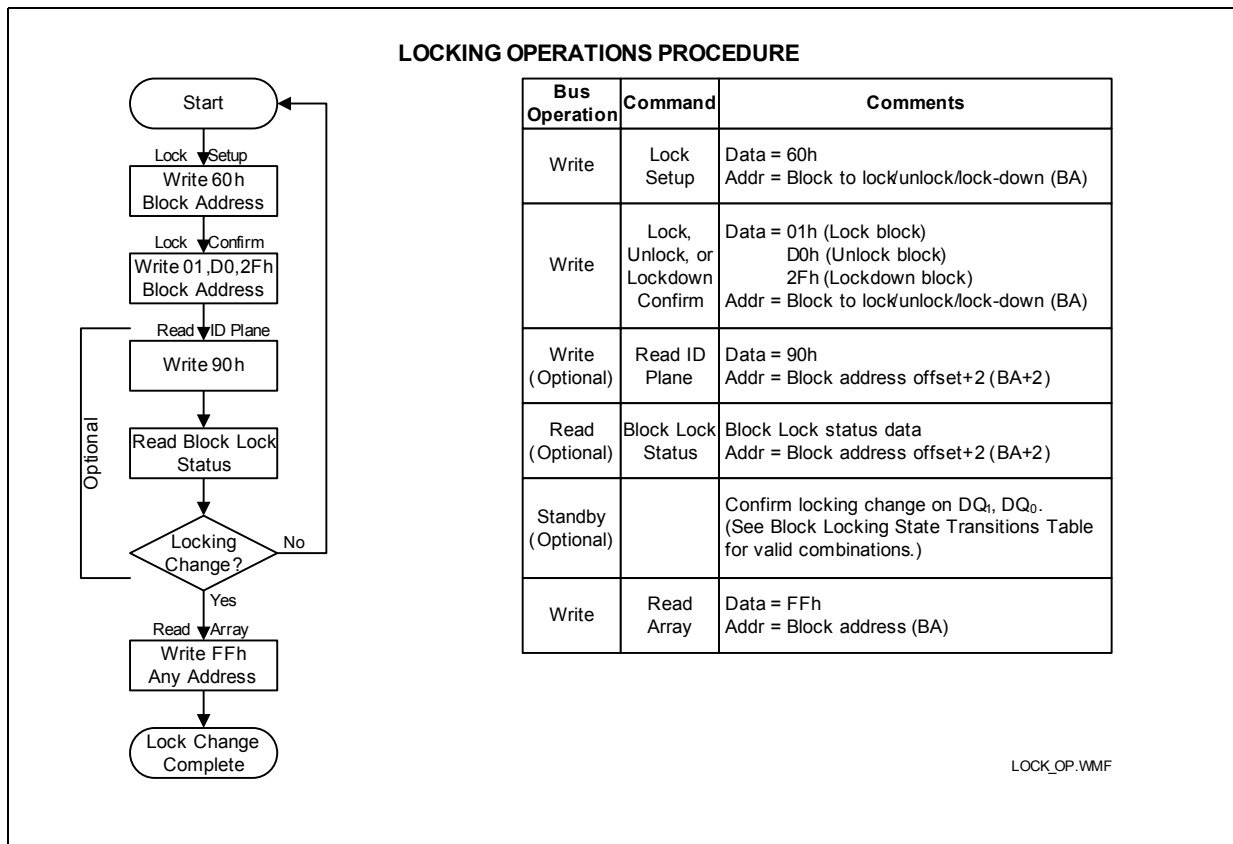 LOCKING OPERATIONS PROCEDURE
Start
Lock Setup
Write 60h
Block Address
Lock Confirm
Write 01,D0,2Fh
Block Address
Read ID Plane
Write 90h
Optional
Read Block Lock
Status
Locking
Change?
No
Yes
Read Array
Write FFh
Any Address
Lock Change
Complete
Bus
Operation
Command
Comments
Write
Lock
Setup
Data = 60h
Addr = Block to lock/unlock/lock-down (BA)
Write
Lock,
Unlock, or
Lockdown
Confirm
Data = 01h (Lock block)
D0h (Unlock block)
2Fh (Lockdown block)
Addr = Block to lock/unlock/lock-down (BA)
Write
(Optional)
Read ID
Plane
Data = 90h
Addr = Block address offset+2 (BA+2)
Read
(Optional)
Block Lock
Status
Block Lock status data
Addr = Block address offset+2 (BA+2)
Standby
(Optional)
Confirm locking change on DQ₁, DQ₀.
(See Block Locking State Transitions Table
for valid combinations.)
Write
Read
Array
Data = FFh
Addr = Block address (BA)
LOCK_OP.WMF